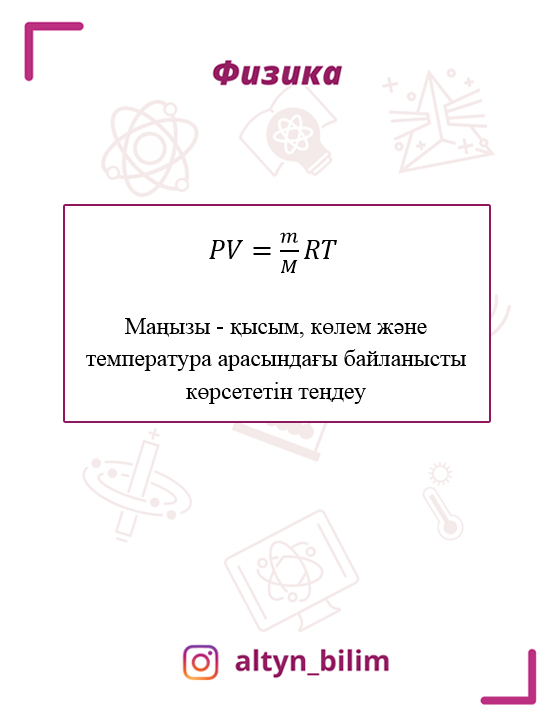 Физика
PV = m/M RT
Маңызы - қысым, көлем және
температура арасындағы байланысты
көрсететін теңдеу
altyn_bilim